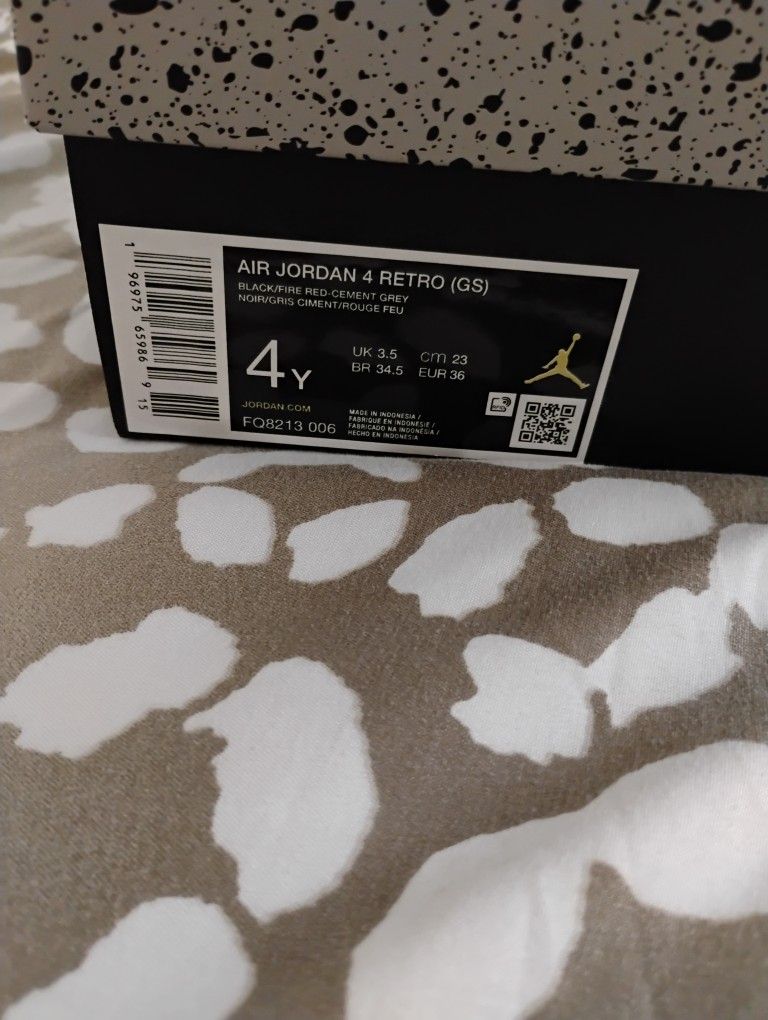 AIR JORDAN 4 RETRO (GS)
BLACK/FIRE RED-CEMENT GREY
NOIR/GRIS CIMENT/ROUGE FEU
4Y
UK 3.5 cm 23
BR 34.5 EUR 36
JORDAN.COM
FQ8213 006
MADE IN INDONESIA /
FABRIQUÉ EN INDONESIE /
FABRICADO NA INDONÉSIA /
HECHO EN INDONESIA
RFID
1 96975 65986 9 15